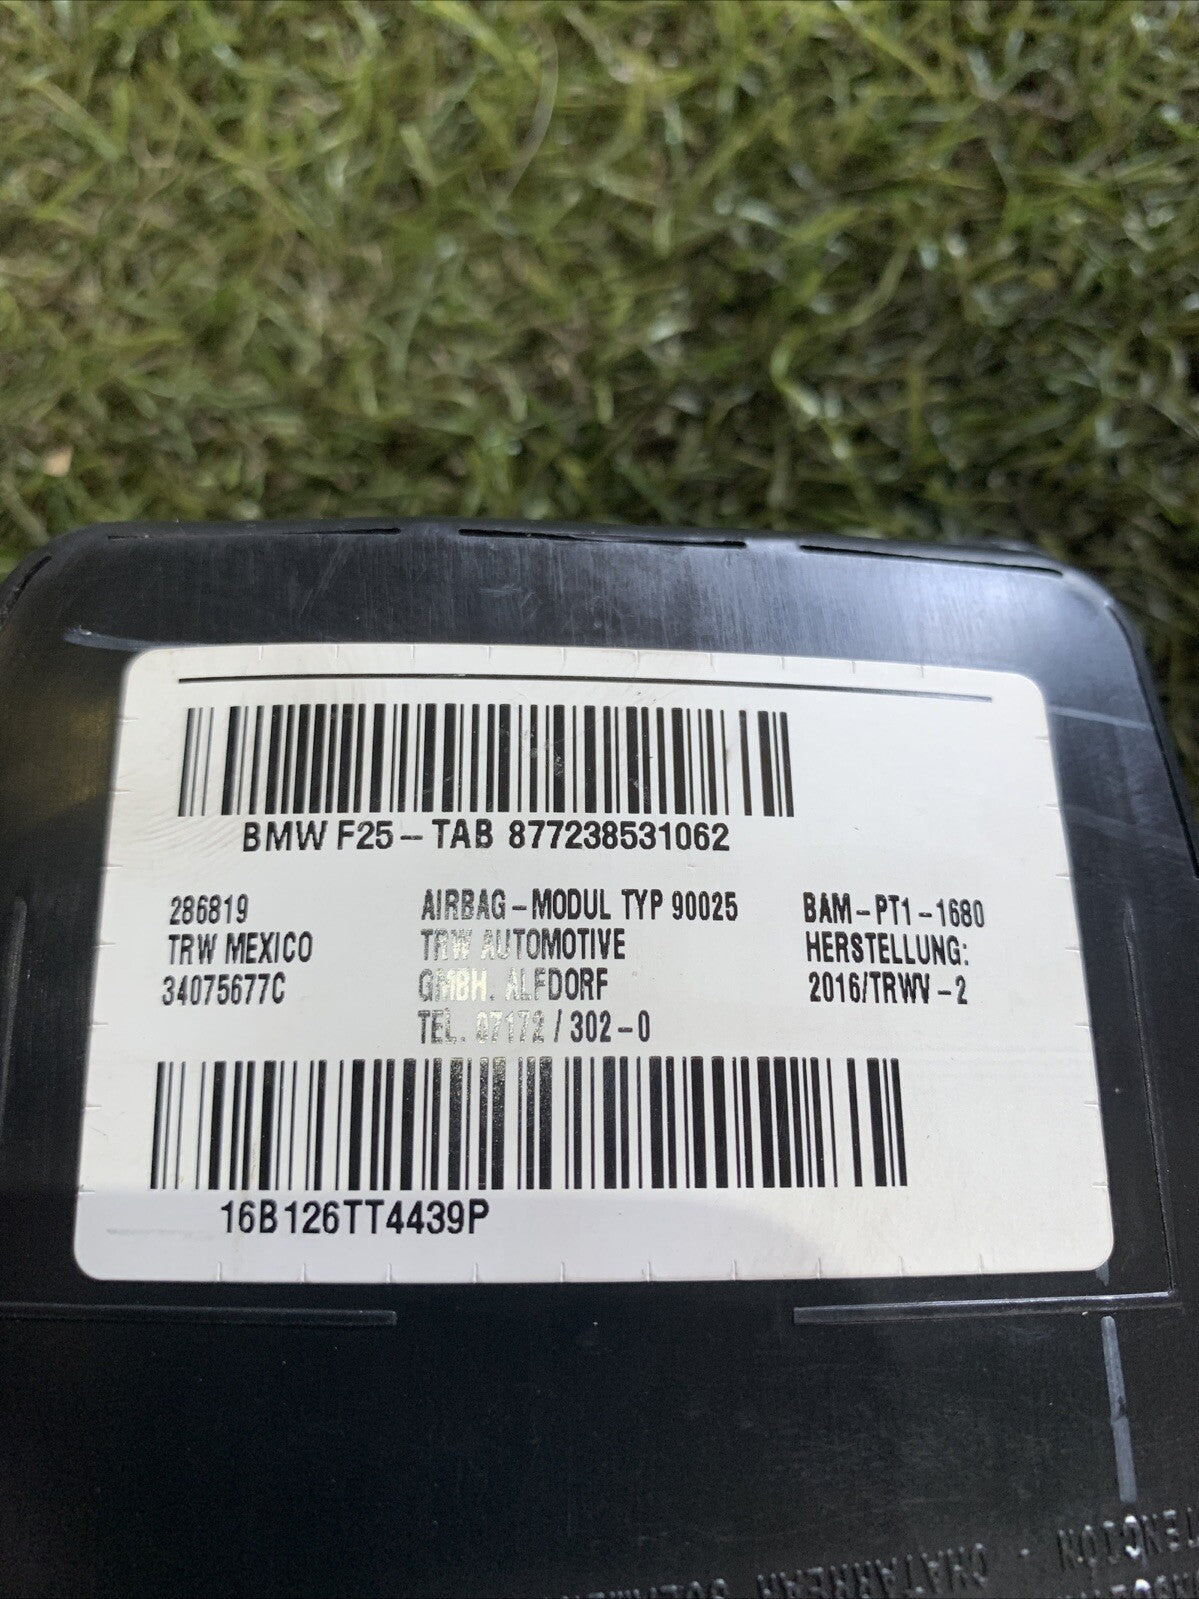 BMW F25-TAB 877238531062
286819 AIRBAG-MODUL TYP 90025 BAM-PT1-1680
TRW MEXICO TRW AUTOMOTIVE HERSTELLUNG:
34075677C GMBH. ALFDORF 2016/TRWV-2
TEL. 07172/302-0
16B126TT4439P
CHATARREAR